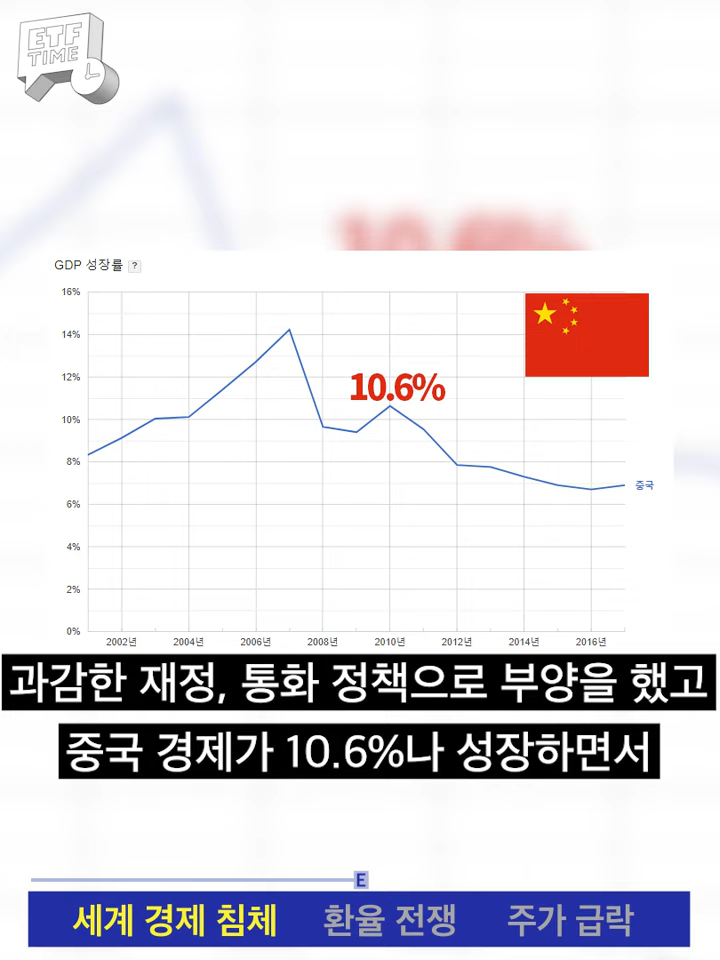 ETF
TIME
10.6%
GDP 성장률 ?
16%
14%
12%
10%
8%
6%
4%
2%
0%
10.6%
중국
2002년 2004년 2006년 2008년 2010년 2012년 2014년 2016년
과감한 재정, 통화 정책으로 부양을 했고
중국 경제가 10.6%나 성장하면서
E
세계 경제 침체 환율 전쟁 주가 급락